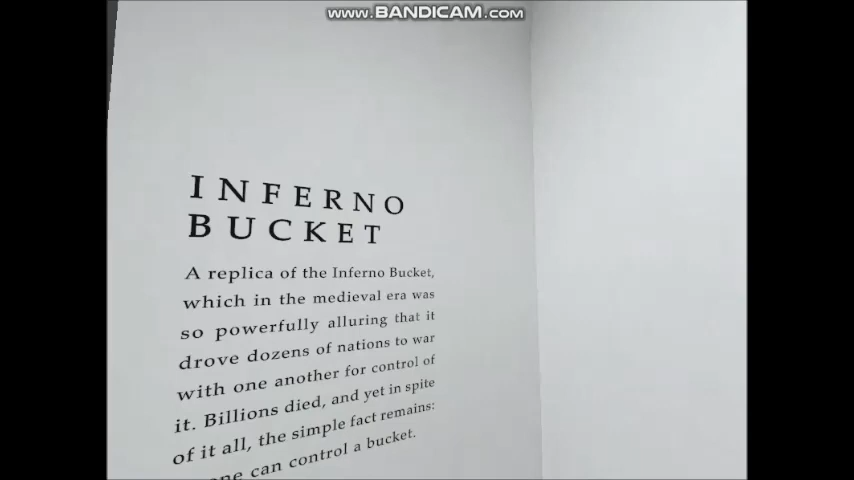 www.BANDICAM.com
INFERNO
BUCKET
A replica of the Inferno Bucket,
which in the medieval era was
so powerfully alluring that it
drove dozens of nations to war
with one another for control of
it. Billions died, and yet in spite
of it all, the simple fact remains:
can control a bucket.